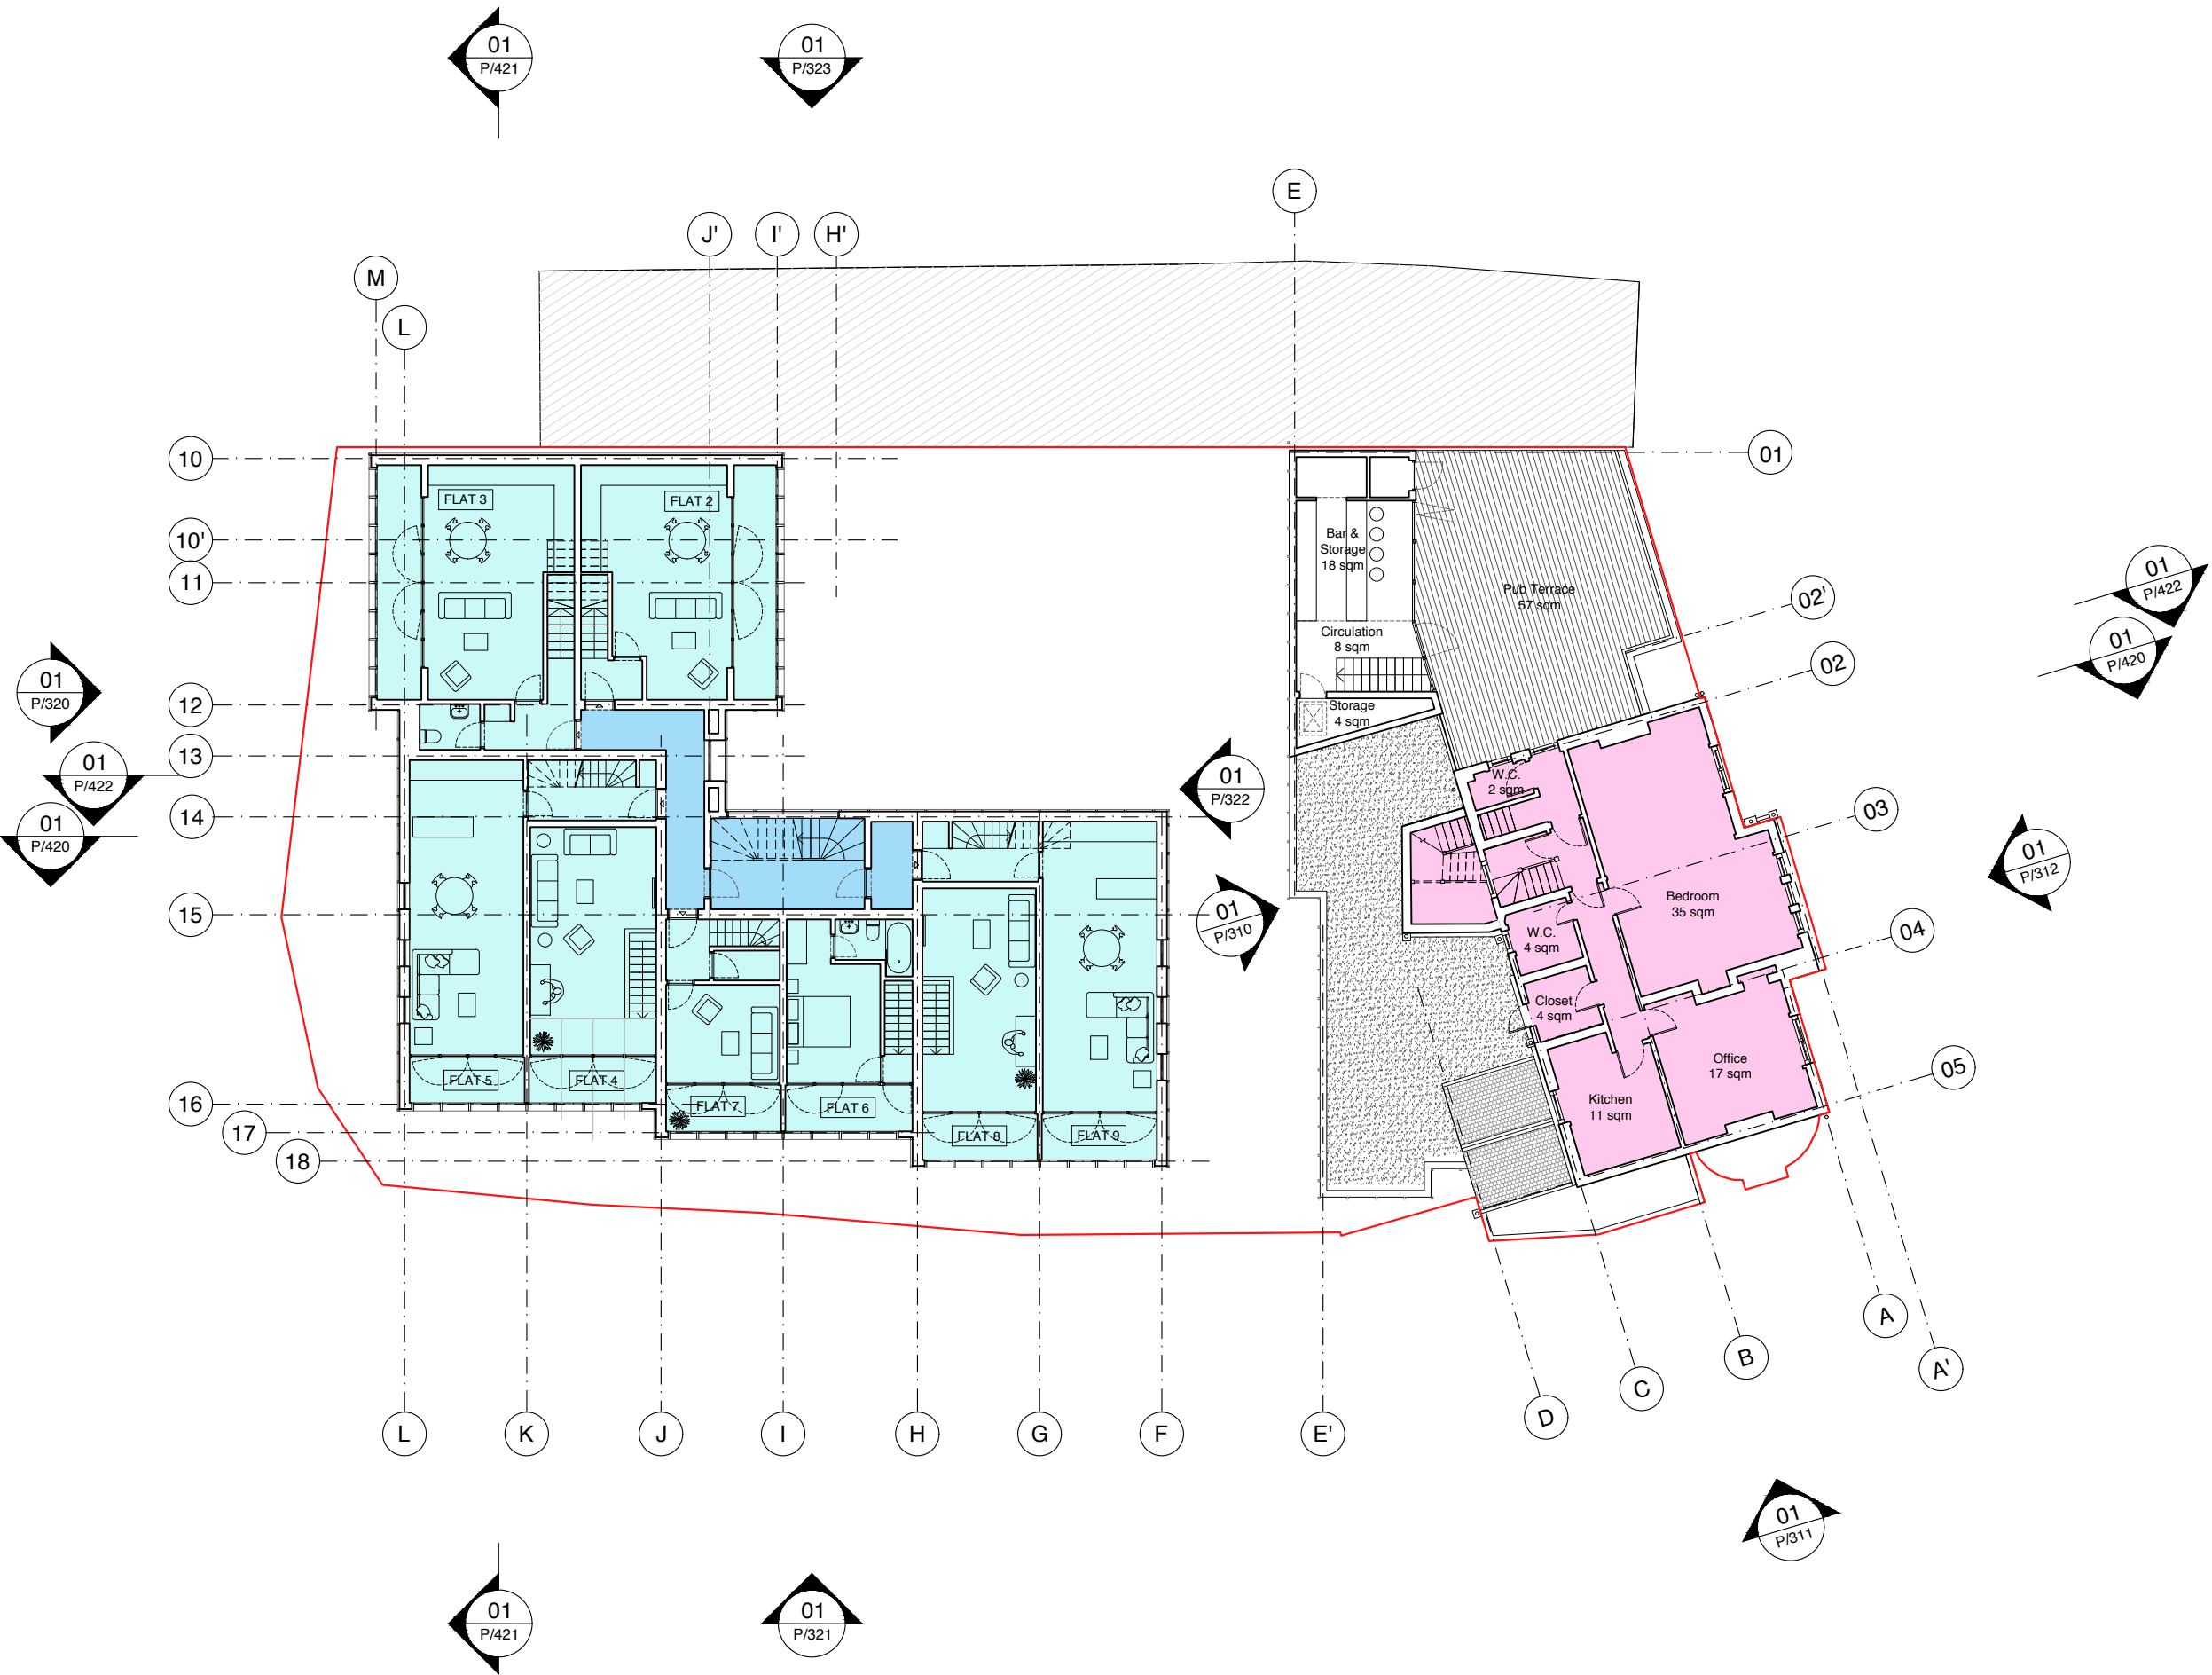 01
P/421
01
P/323
E
J'
I'
H'
M
L
10
01
FLAT 3
FLAT 2
10'
Bar &
Storage
18 sqm
11
Pub Terrace
57 sqm
02'
01
P/422
Circulation
8 sqm
01
P/420
02
01
P/320
12
Storage
4 sqm
13
01
P/422
W.C.
2 sqm
01
P/322
14
03
01
P/420
01
P/312
Bedroom
35 sqm
15
01
P/310
W.C.
4 sqm
04
Closet
4 sqm
Office
17 sqm
05
FLAT 5
FLAT 4
Kitchen
11 sqm
16
FLAT 7
FLAT 6
17
FLAT 8
FLAT 9
18
A
B
A'
C
D
L
K
J
I
H
G
F
E'
01
P/311
01
P/421
01
P/321